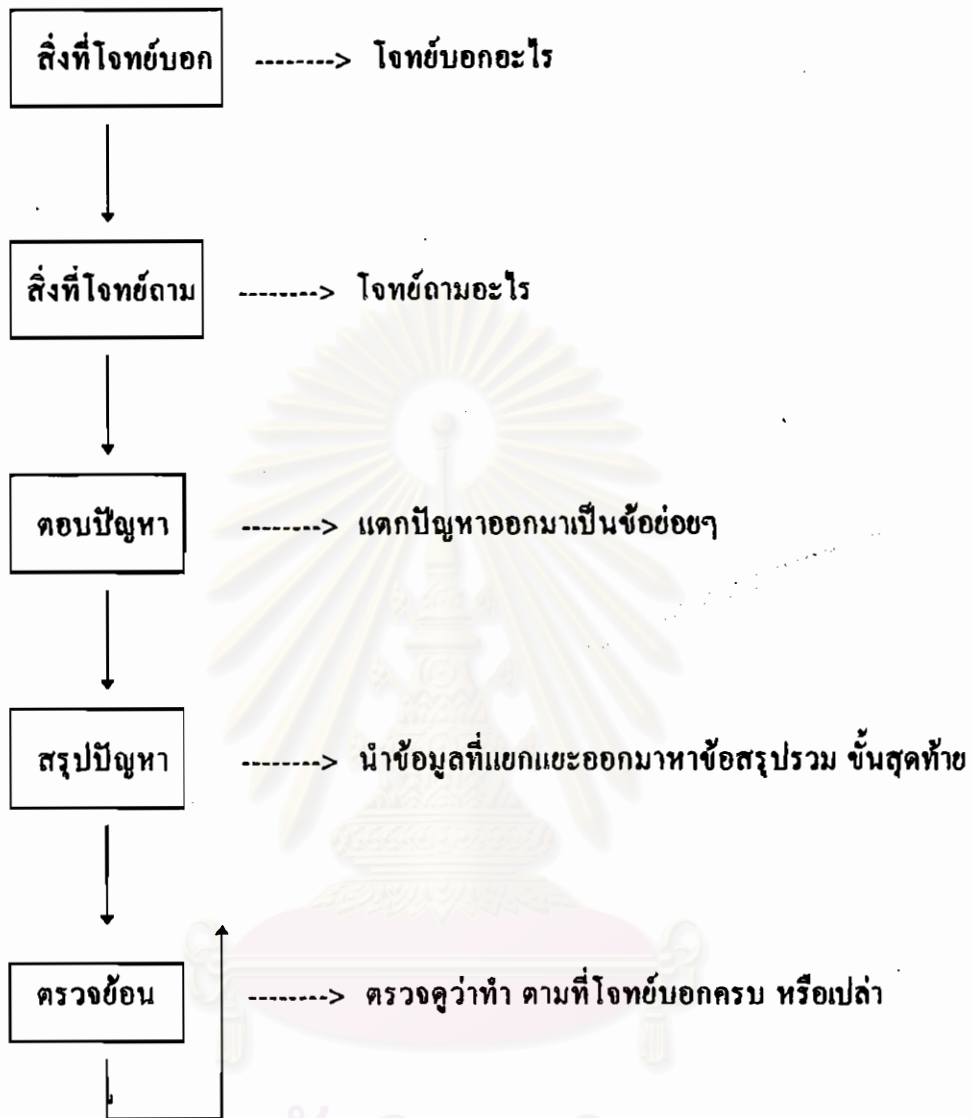 สิ่งที่โจทย์บอก --------> โจทย์บอกอะไร
สิ่งที่โจทย์ถาม --------> โจทย์ถามอะไร
ตอบปัญหา --------> แตกปัญหาออกมาเป็นข้อย่อยๆ
สรุปปัญหา --------> นำข้อมูลที่แยกแยะออกมาหาข้อสรุปรวม ขั้นสุดท้าย
ตรวจย้อน --------> ตรวจดูว่าทำ ตามที่โจทย์บอกครบ หรือเปล่า